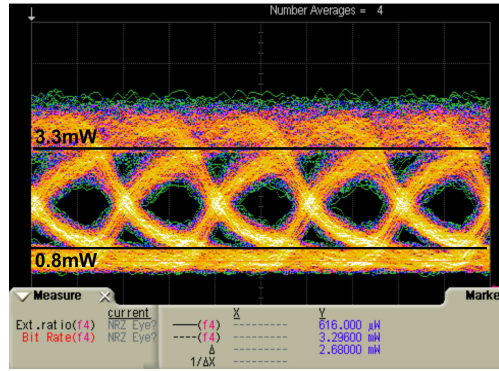 Number Averages = 4
3.3mW
0.8mW
Measure
Marke
current
Ext.ratio(f4) NRZ Eye?
Bit Rate(f4) NRZ Eye?
X Y
(f4) --------- 616.000 µW
----(f4) --------- 3.29600 mW
Δ --------- 2.68000 mW
1/ΔX ---------